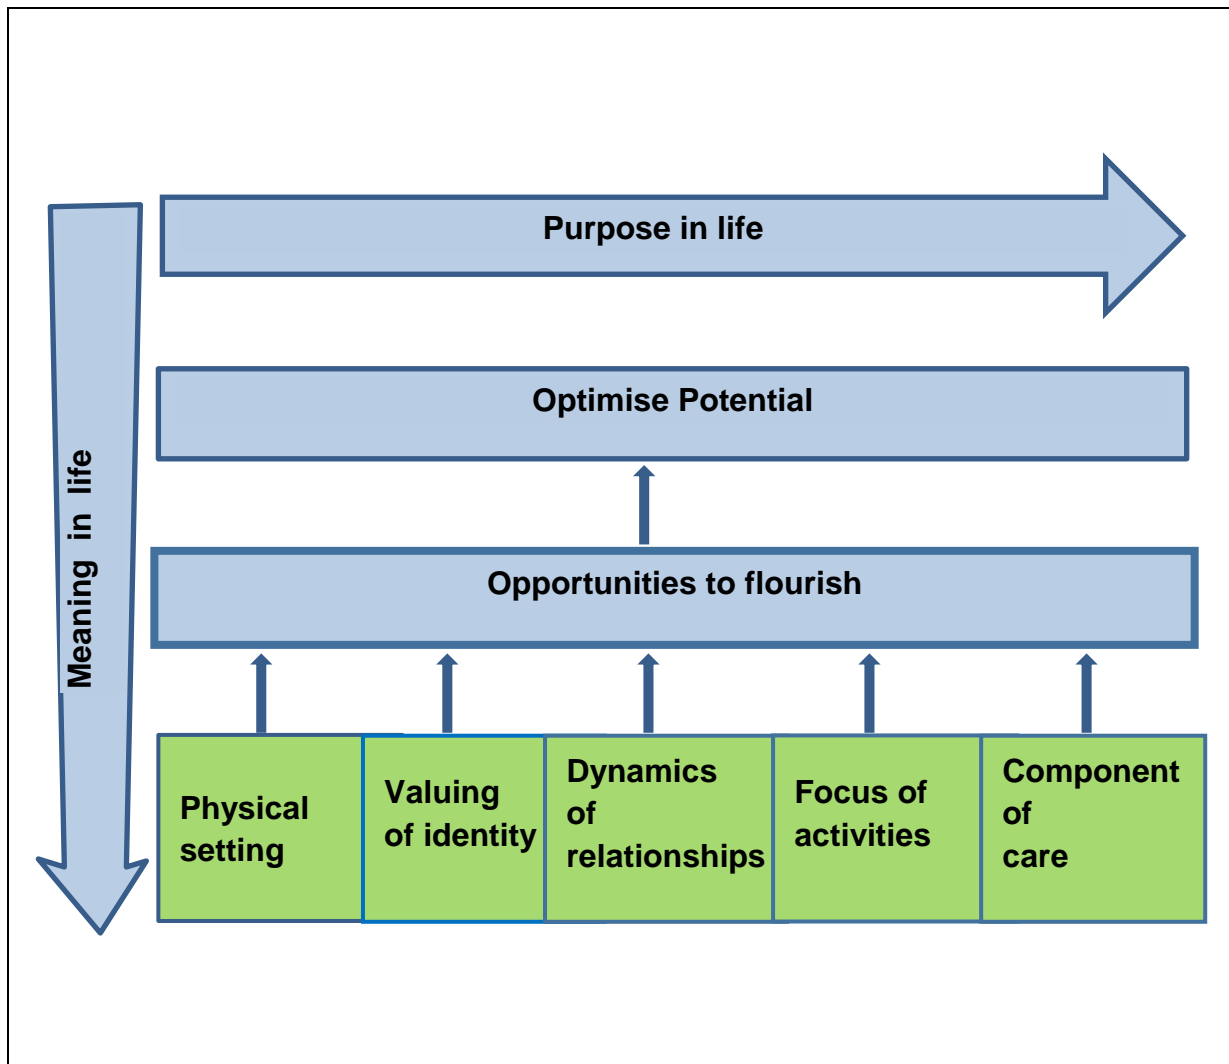 Purpose in life
Optimise Potential
Meaning in life
Opportunities to flourish
Physical
setting
Valuing
of identity
Dynamics
of
relationships
Focus of
activities
Component
of
care